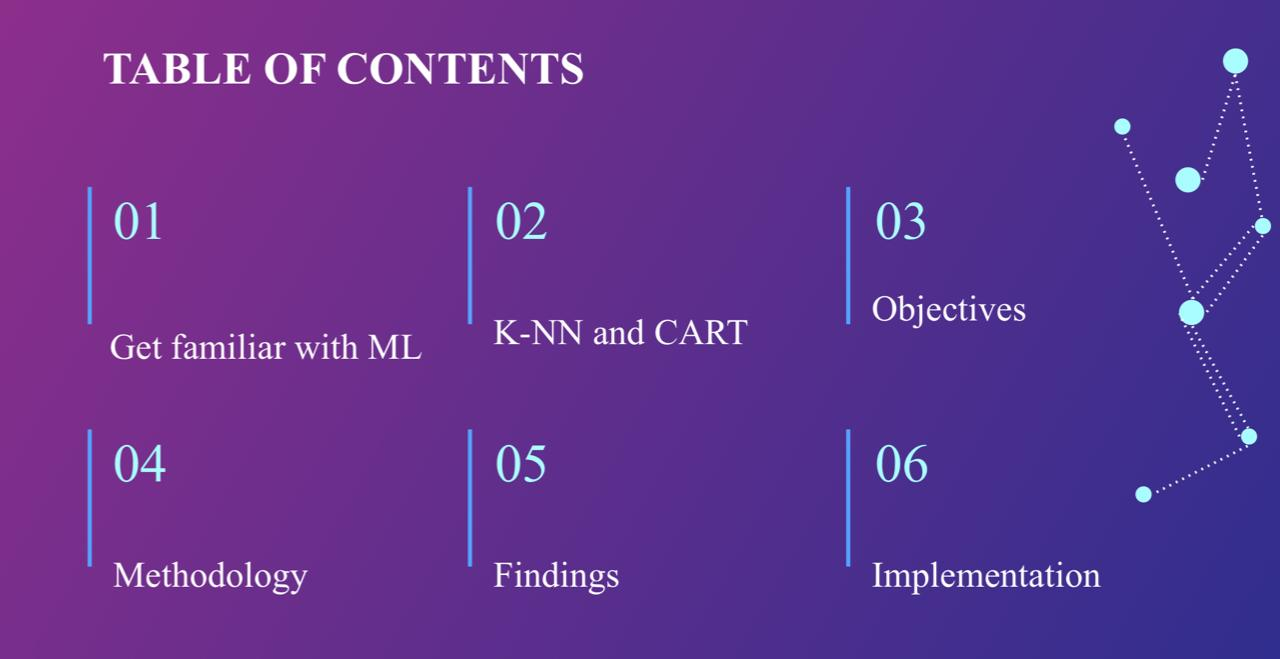 TABLE OF CONTENTS
01
Get familiar with ML
02
K-NN and CART
03
Objectives
04
Methodology
05
Findings
06
Implementation